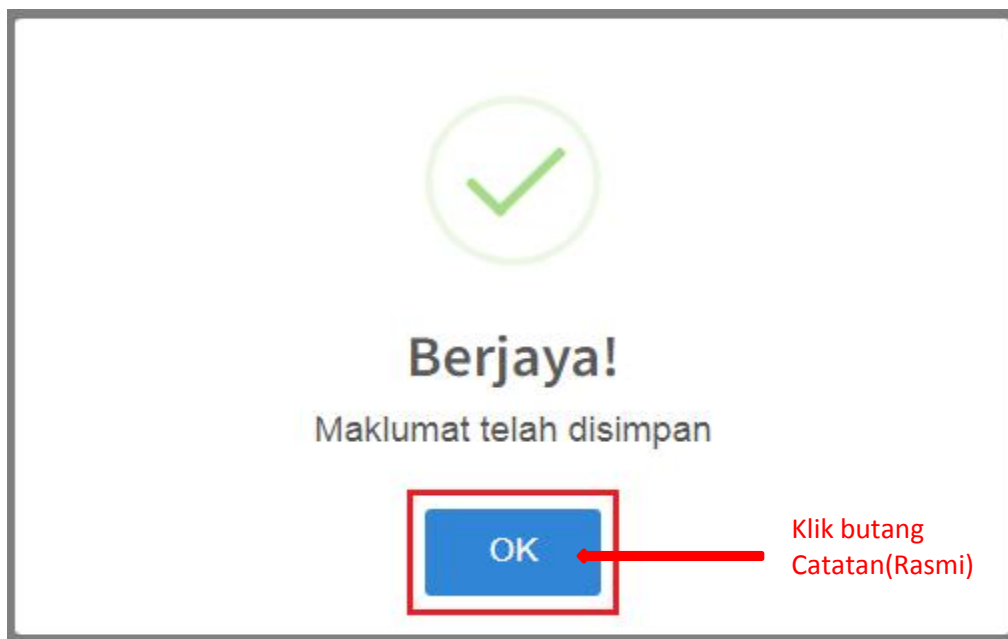 Berjaya!
Maklumat telah disimpan
OK
Klik butang
Catatan(Rasmi)